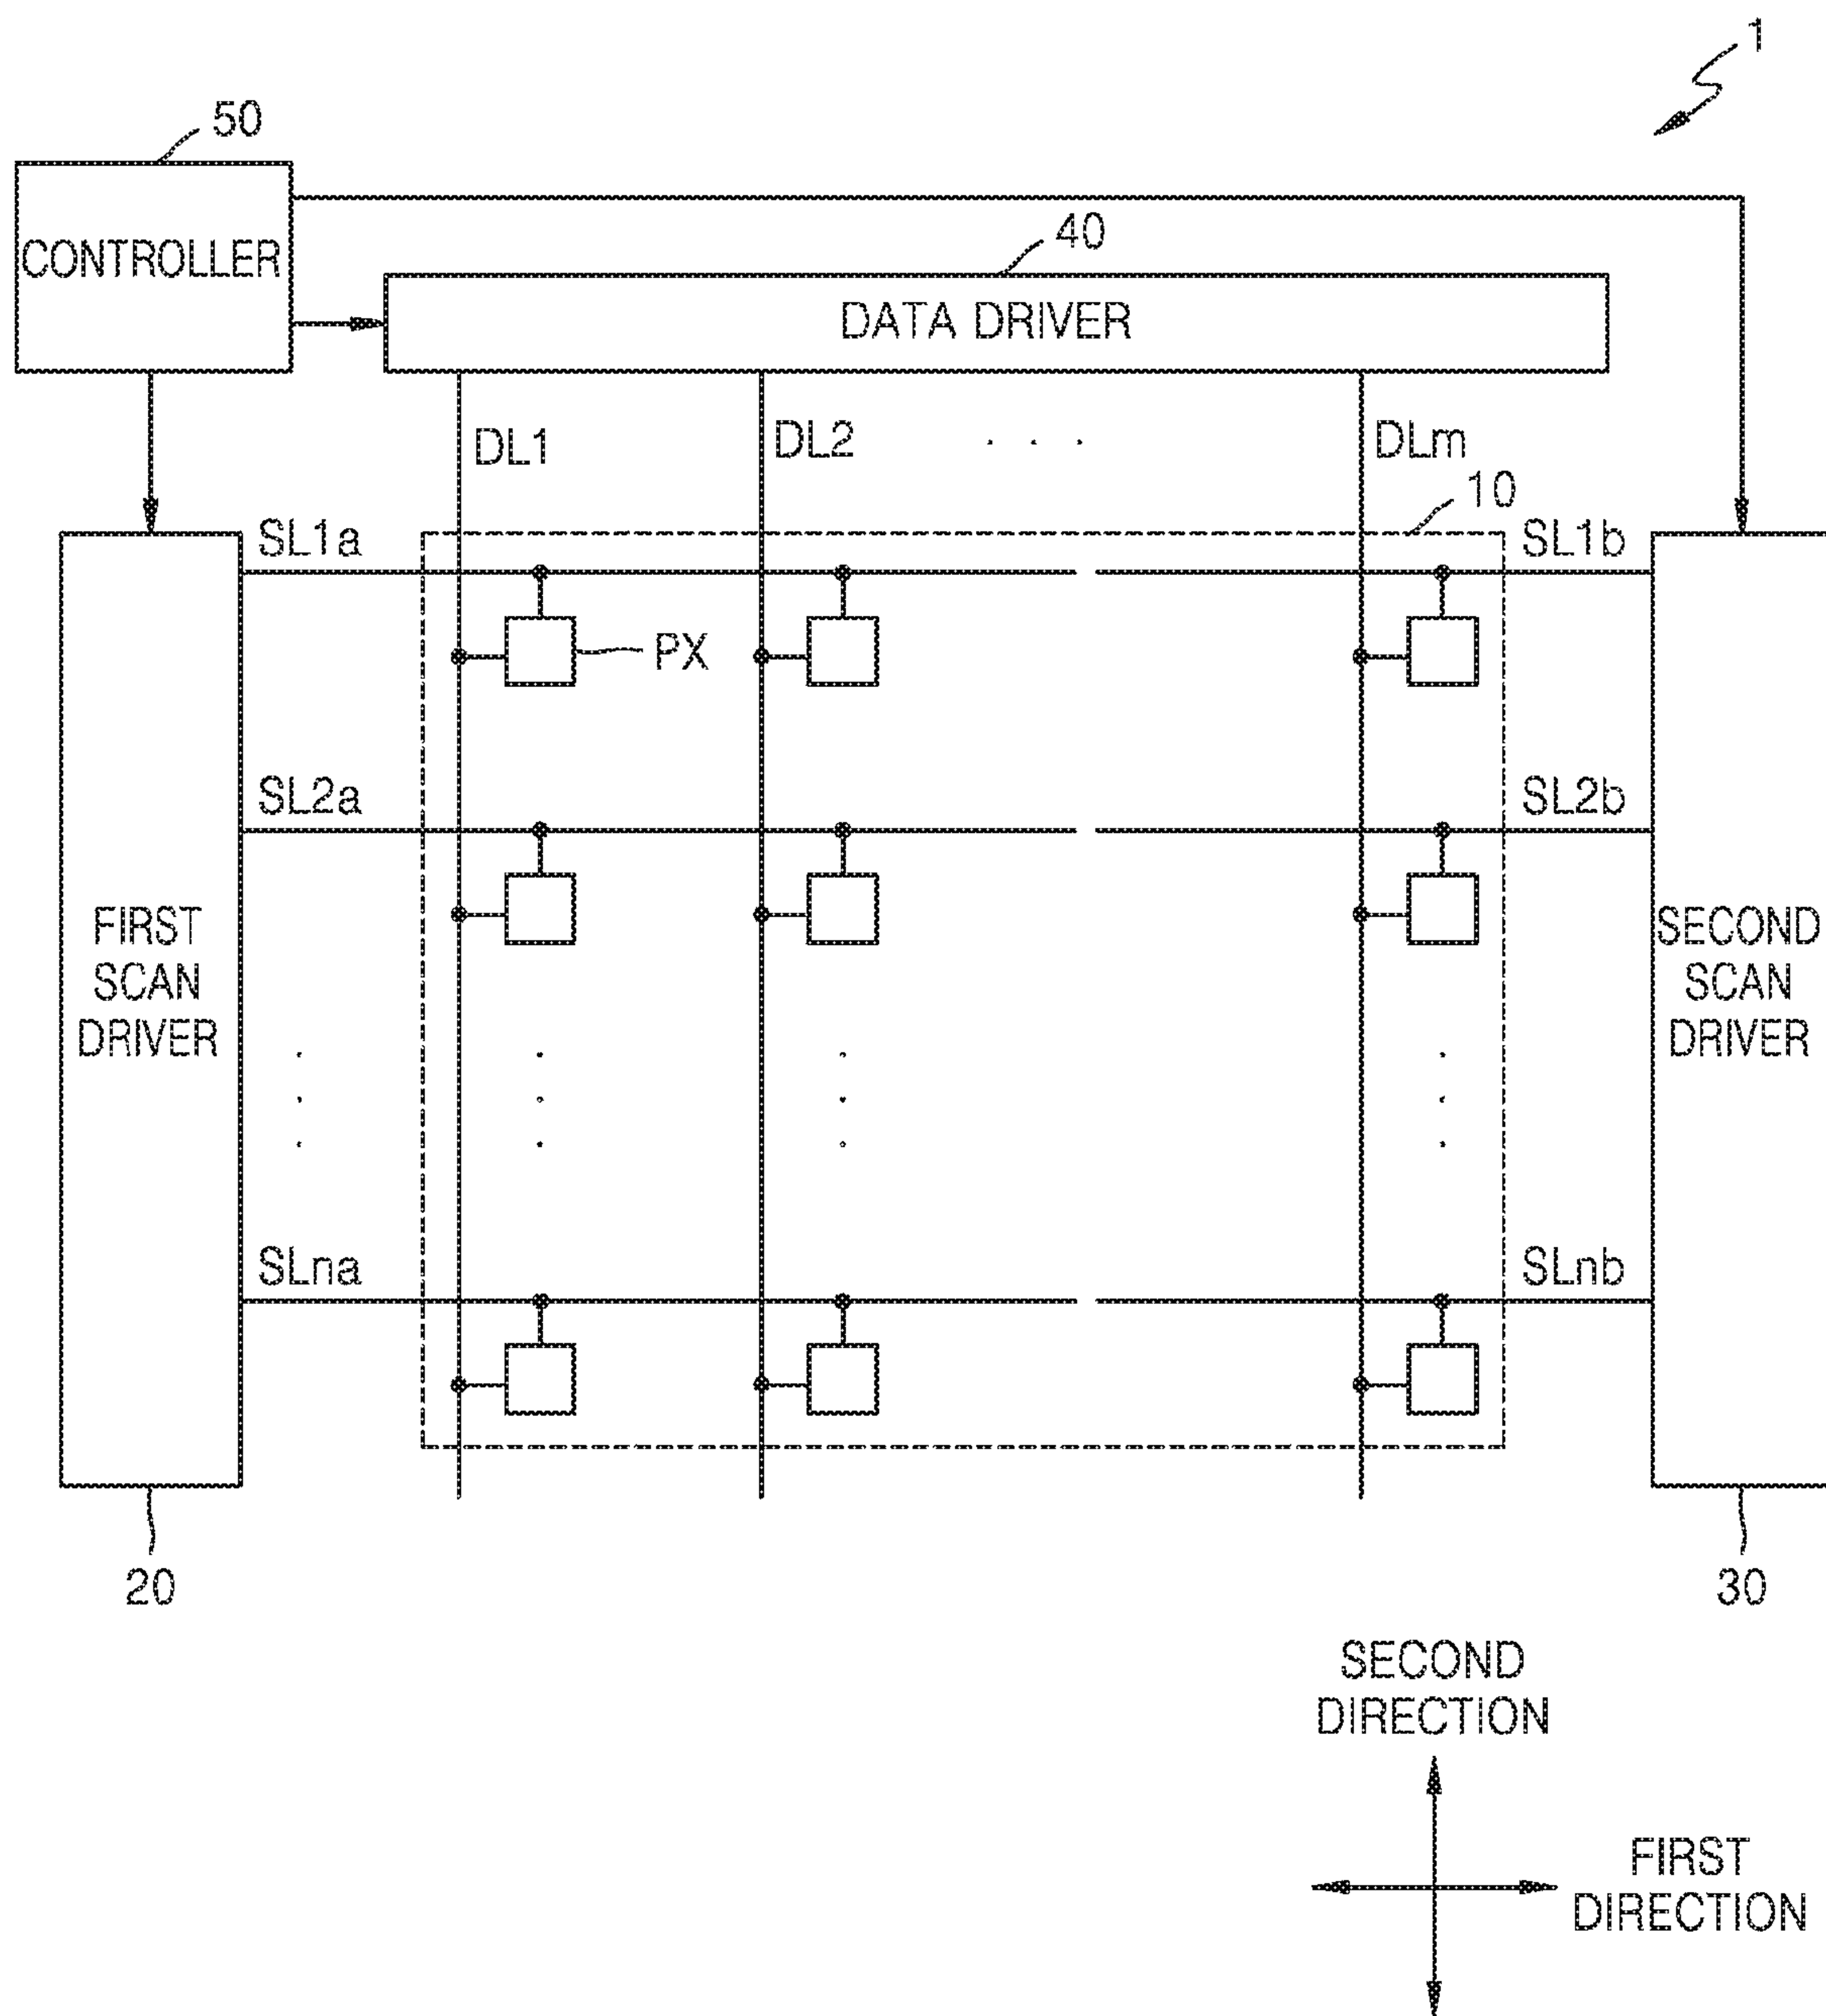 1
50
CONTROLLER
40
DATA DRIVER
DL1
DL2
. . .
DLm
10
SL1a
SL1b
PX
SL2a
SL2b
FIRST
SCAN
DRIVER
SECOND
SCAN
DRIVER
SLna
SLnb
20
30
SECOND
DIRECTION
FIRST
DIRECTION